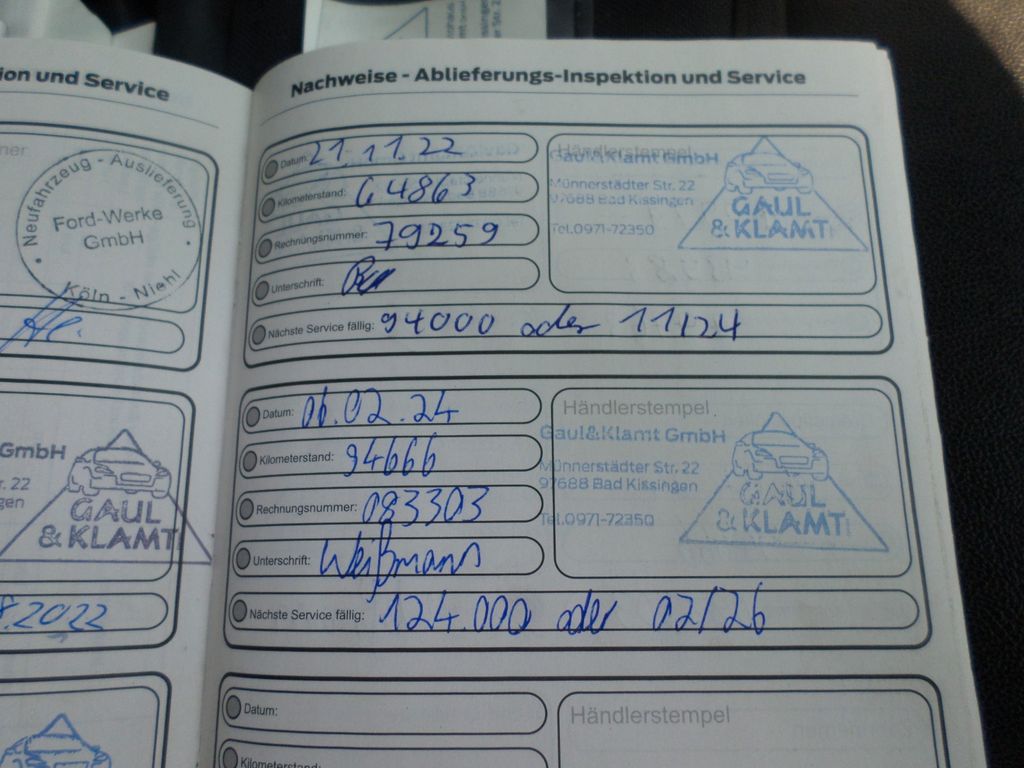 ion und Service
Neufahrzeug - Auslieferung
Ford-Werke
GmbH
Köln - Niehl
GmbH
r. 22
gen
GAUL
& KLAMT
.2022
Nachweise - Ablieferungs-Inspektion und Service
Datum: 21.11.22
Kilometerstand: 64863
Rechnungsnummer: 79259
Unterschrift:
Nächste Service fällig: 94000 oder 11/24
Händlerstempel
Gaul&Klamt GmbH
Münnerstädter Str. 22
97688 Bad Kissingen
Tel.0971-72350
GAUL
& KLAMT
Datum: 06.02.24
Kilometerstand: 94666
Rechnungsnummer: 083303
Unterschrift: Weißmann
Nächste Service fällig: 124.000 oder 02/26
Händlerstempel
Gaul&Klamt GmbH
Münnerstädter Str. 22
97688 Bad Kissingen
Tel.0971-72350
GAUL
& KLAMT
Datum:
Kilometerstand:
Händlerstempel